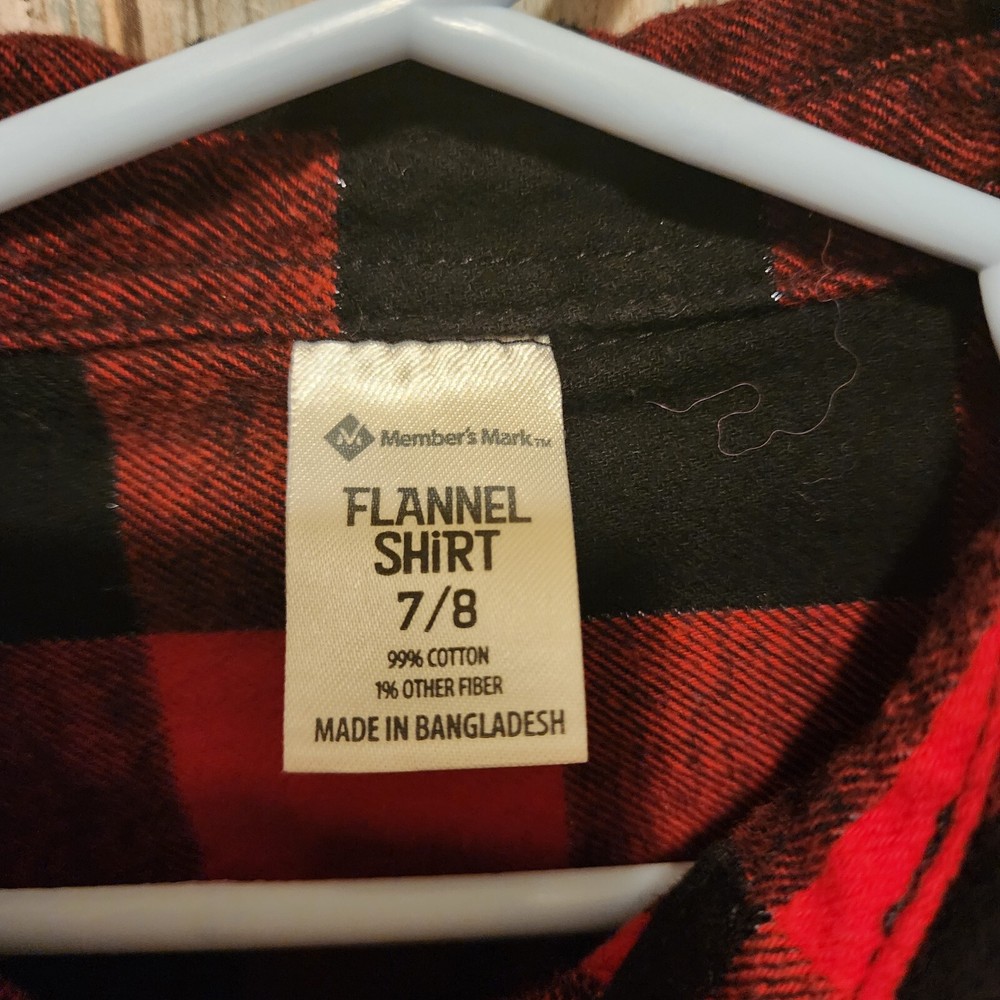 Member's Mark™
FLANNEL
SHiRT
7/8
99% COTTON
1% OTHER FIBER
MADE IN BANGLADESH